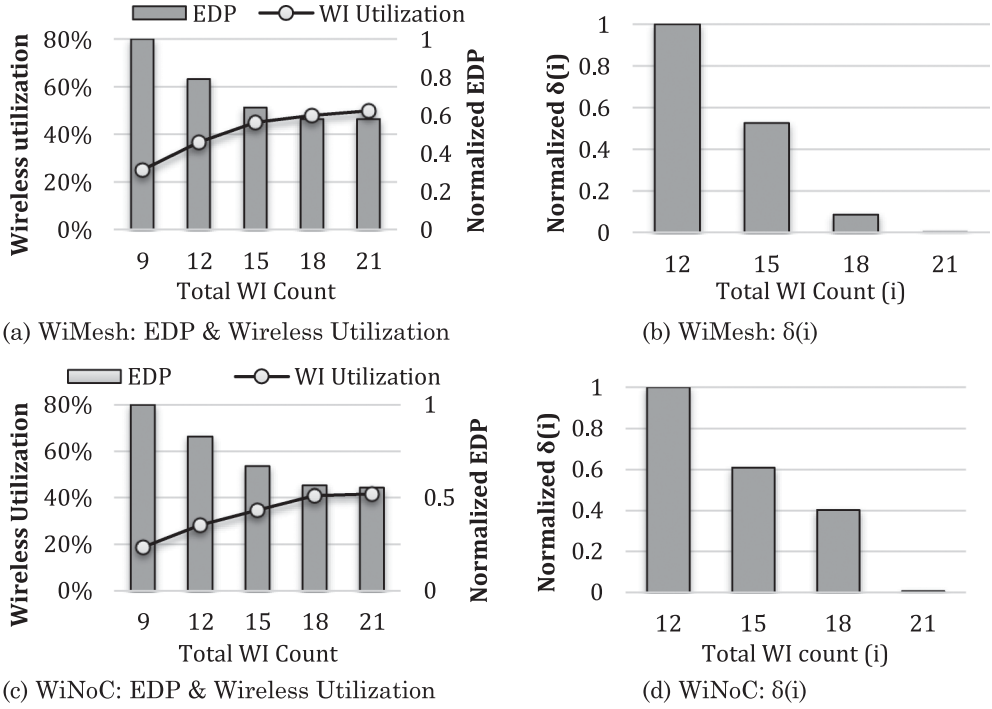 EDP WI Utilization
Wireless utilization
80%
60%
40%
20%
0%
1
0.8
0.6
0.4
0.2
0
Normalized EDP
9 12 15 18 21
Total WI Count
(a) WiMesh: EDP & Wireless Utilization
Normalized δ(i)
1
0.8
0.6
0.4
0.2
0
12 15 18 21
Total WI Count (i)
(b) WiMesh: δ(i)
EDP WI Utilization
Wireless Utilization
80%
60%
40%
20%
0%
1
0.5
0
Normalized EDP
9 12 15 18 21
Total WI Count
(c) WiNoC: EDP & Wireless Utilization
Normalized δ(i)
1
0.8
0.6
0.4
0.2
0
12 15 18 21
Total WI count (i)
(d) WiNoC: δ(i)